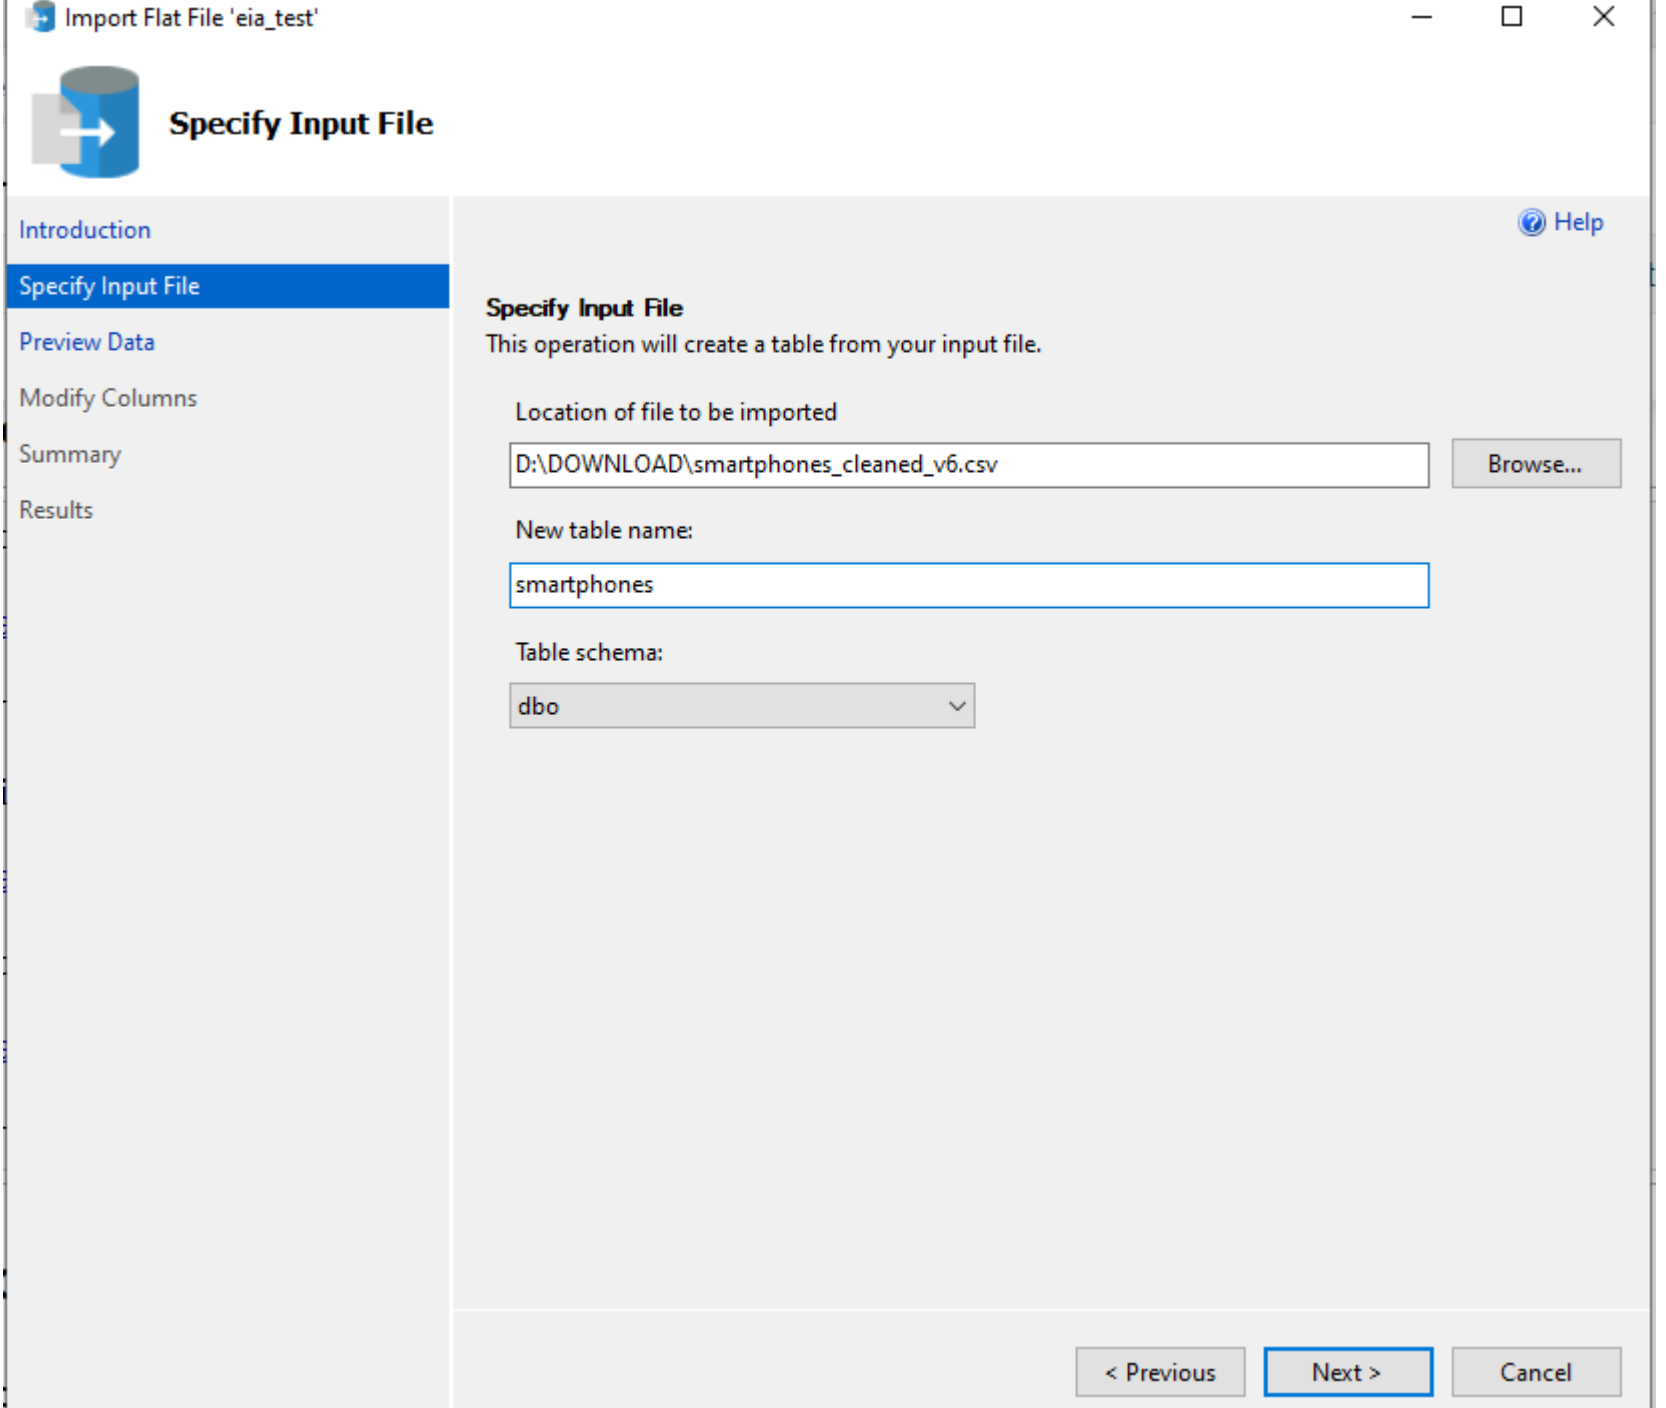 Import Flat File 'eia_test'
Specify Input File
Introduction
Specify Input File
Preview Data
Modify Columns
Summary
Results
Help
Specify Input File
This operation will create a table from your input file.
Location of file to be imported
D:\DOWNLOAD\smartphones_cleaned_v6.csv
Browse...
New table name:
smartphones
Table schema:
dbo
< Previous
Next >
Cancel